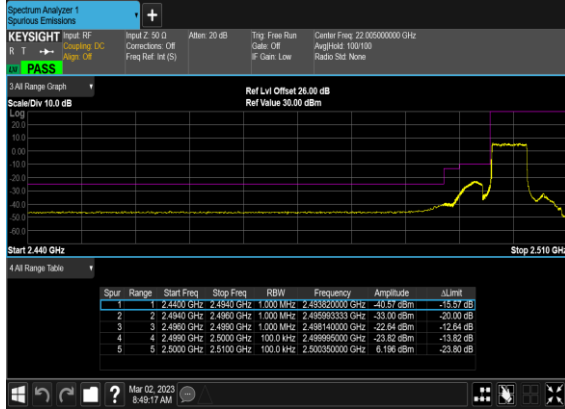 Spectrum Analyzer 1
Spurious Emissions
KEYSIGHT Input: RF Input Z: 50 Ω Atten: 20 dB Trig: Free Run Center Freq: 22.005000000 GHz
R T Coupling: DC Corrections: Off Gate: Off Avg|Hold: 100/100
Align: Off Freq Ref: Int (S) IF Gain: Low Radio Std: None
PASS
3 All Range Graph
Ref Lvl Offset 26.00 dB
Scale/Div 10.0 dB Ref Value 30.00 dBm
Log
20.0
10.0
0.00
-10.0
-20.0
-30.0
-40.0
-50.0
-60.0
Start 2.440 GHz Stop 2.510 GHz
4 All Range Table
Spur Range Start Freq Stop Freq RBW Frequency Amplitude ΔLimit
1 1 2.4400 GHz 2.4940 GHz 1.000 MHz 2.493820000 GHz -40.57 dBm -15.57 dB
2 2 2.4940 GHz 2.4960 GHz 1.000 MHz 2.495993333 GHz -33.00 dBm -20.00 dB
3 3 2.4960 GHz 2.4990 GHz 1.000 MHz 2.498140000 GHz -22.64 dBm -12.64 dB
4 4 2.4990 GHz 2.5000 GHz 100.0 kHz 2.499995000 GHz -23.82 dBm -13.82 dB
5 5 2.5000 GHz 2.5100 GHz 100.0 kHz 2.500350000 GHz 6.196 dBm -23.80 dB
? Mar 02, 2023
8:49:17 AM